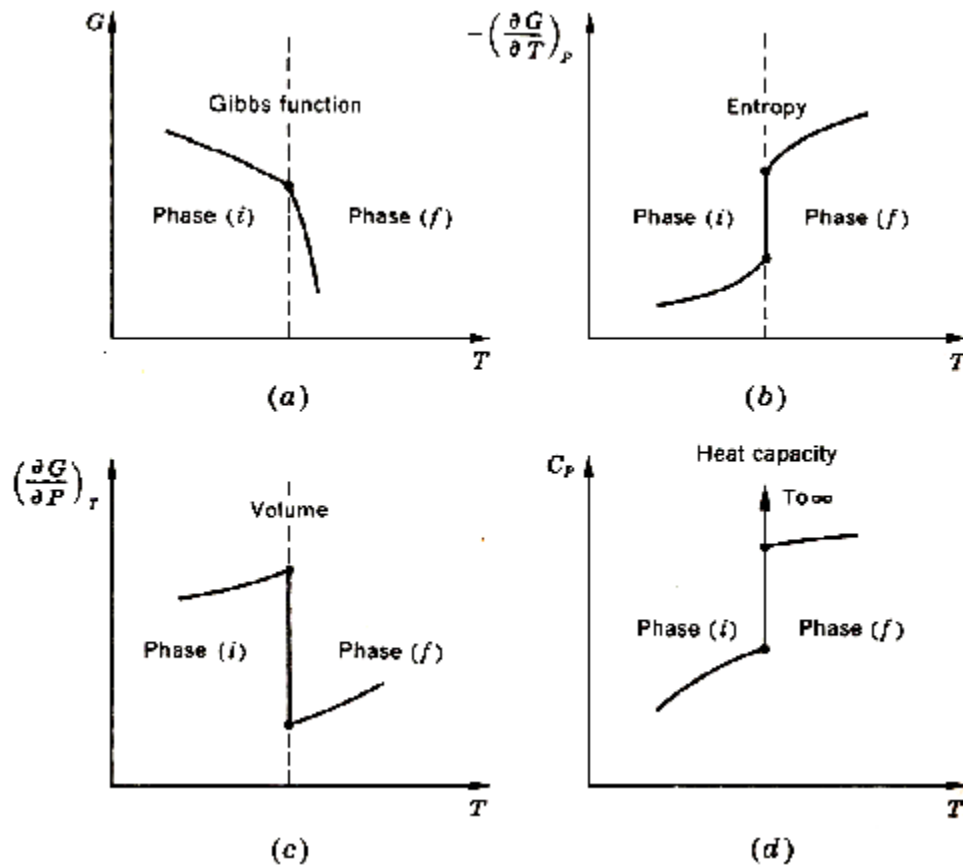 G
Gibbs function
Phase (i)
Phase (f)
T
(a)
−(∂G/∂T)_P
Entropy
Phase (i)
Phase (f)
T
(b)
(∂G/∂P)_T
Volume
Phase (i)
Phase (f)
T
(c)
C_P
Heat capacity
To ∞
Phase (i)
Phase (f)
T
(d)